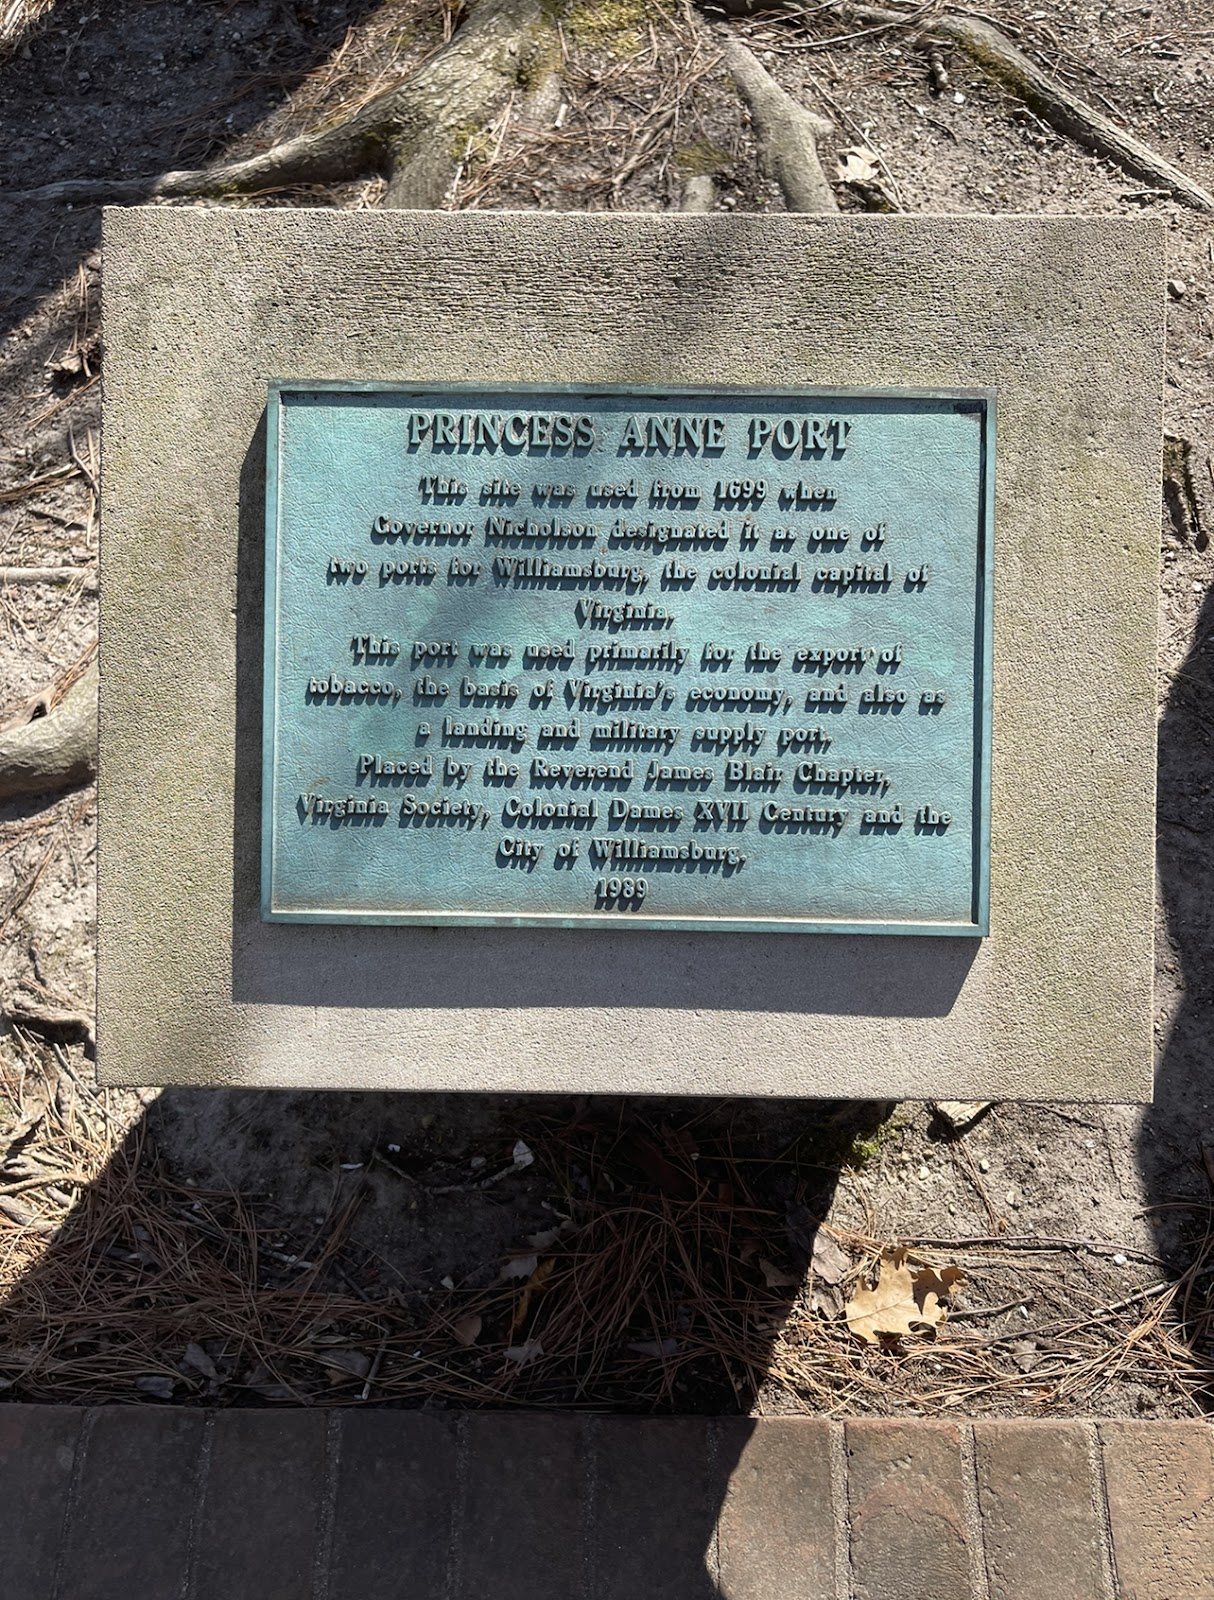 PRINCESS ANNE PORT
This site was used from 1699 when
Governor Nicholson designated it as one of
two ports for Williamsburg, the colonial capital of
Virginia.
This port was used primarily for the export of
tobacco, the basis of Virginia's economy, and also as
a landing and military supply port.
Placed by the Reverend James Blair Chapter,
Virginia Society, Colonial Dames XVII Century and the
City of Williamsburg.
1989